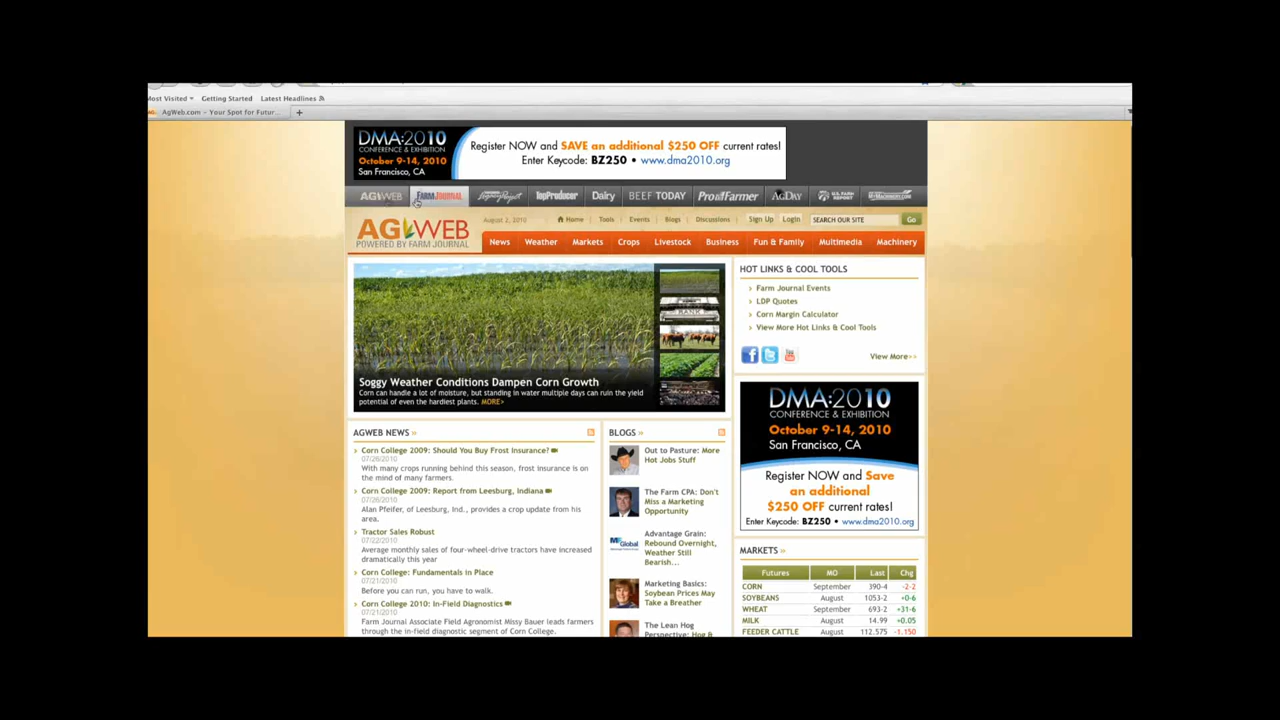 Most Visited
Getting Started
Latest Headlines
AgWeb.com – Your Spot for Futur...
+
DMA:2010
CONFERENCE & EXHIBITION
October 9-14, 2010
San Francisco, CA
Register NOW and SAVE an additional $250 OFF current rates!
Enter Keycode: BZ250 • www.dma2010.org
AGWEB
FARM JOURNAL
TopProducer
Dairy
BEEF TODAY
ProFarmer
AgDay
U.S. FARM REPORT
AGWEB
POWERED BY FARM JOURNAL
August 2, 2010
Home
Tools
Events
Blogs
Discussions
Sign Up
Login
SEARCH OUR SITE
Go
News
Weather
Markets
Crops
Livestock
Business
Fun & Family
Multimedia
Machinery
BANK
Soggy Weather Conditions Dampen Corn Growth
Corn can handle a lot of moisture, but standing in water multiple days can ruin the yield
potential of even the hardiest plants. MORE>
HOT LINKS & COOL TOOLS
Farm Journal Events
LDP Quotes
Corn Margin Calculator
View More Hot Links & Cool Tools
You Tube
View More>>
AGWEB NEWS »
Corn College 2009: Should You Buy Frost Insurance?
07/28/2010
With many crops running behind this season, frost insurance is on
the mind of many farmers.
Corn College 2009: Report from Leesburg, Indiana
07/26/2010
Alan Pfeifer, of Leesburg, Ind., provides a crop update from his
area.
Tractor Sales Robust
07/22/2010
Average monthly sales of four-wheel-drive tractors have increased
dramatically this year
Corn College: Fundamentals in Place
07/21/2010
Before you can run, you have to walk.
Corn College 2010: In-Field Diagnostics
07/21/2010
Farm Journal Associate Field Agronomist Missy Bauer leads farmers
through the in-field diagnostic segment of Corn College.
BLOGS »
Out to Pasture: More
Hot Jobs Stuff
The Farm CPA: Don't
Miss a Marketing
Opportunity
MF Global
Advantage Grain:
Rebound Overnight,
Weather Still
Bearish...
Marketing Basics:
Soybean Prices May
Take a Breather
The Lean Hog
Perspective: Hog &
DMA:2010
CONFERENCE & EXHIBITION
October 9-14, 2010
San Francisco, CA
Register NOW and Save
an additional
$250 OFF current rates!
Enter Keycode: BZ250 • www.dma2010.org
MARKETS »
Futures MO Last Chg
CORN September 390-4 -2-2
SOYBEANS August 1053-2 +0-6
WHEAT September 693-2 +31-6
MILK August 14.99 +0.05
FEEDER CATTLE August 112.575 -1.150